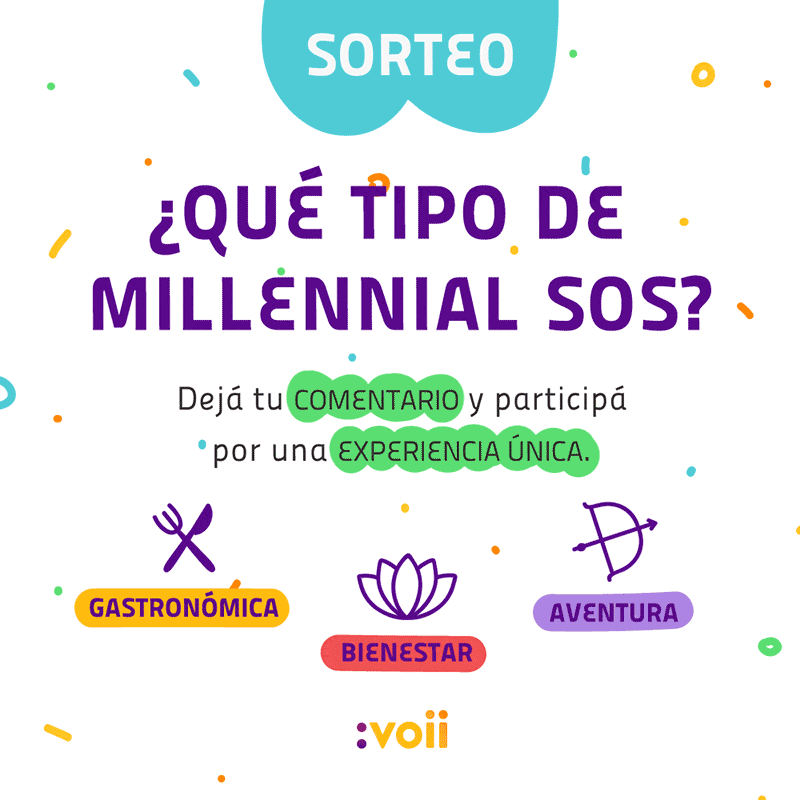 SORTEO
¿QUÉ TIPO DE
MILLENNIAL SOS?
Dejá tu COMENTARIO y participá
por una EXPERIENCIA ÚNICA.
GASTRONÓMICA
BIENESTAR
AVENTURA
:voii